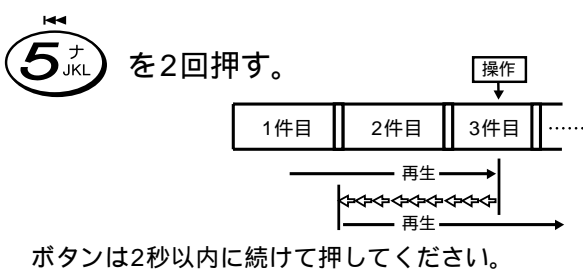 5 ナ JKL を2回押す。
操作
1件目 2件目 3件目 ……
再生
再生
ボタンは2秒以内に続けて押してください。